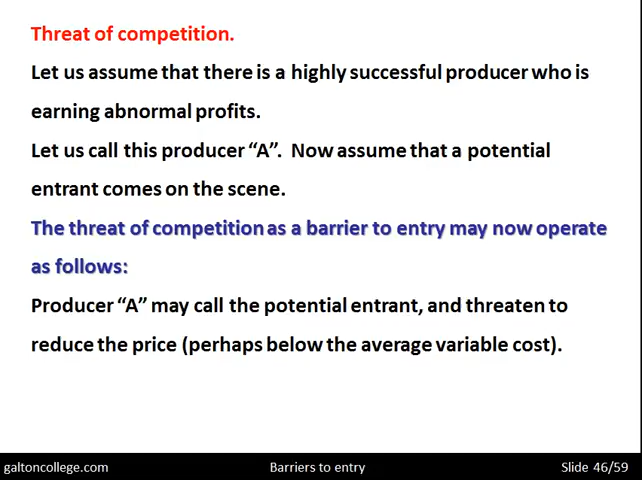 Threat of competition.
Let us assume that there is a highly successful producer who is
earning abnormal profits.
Let us call this producer “A”. Now assume that a potential
entrant comes on the scene.
The threat of competition as a barrier to entry may now operate
as follows:
Producer “A” may call the potential entrant, and threaten to
reduce the price (perhaps below the average variable cost).
galtoncollege.com Barriers to entry Slide 46/59